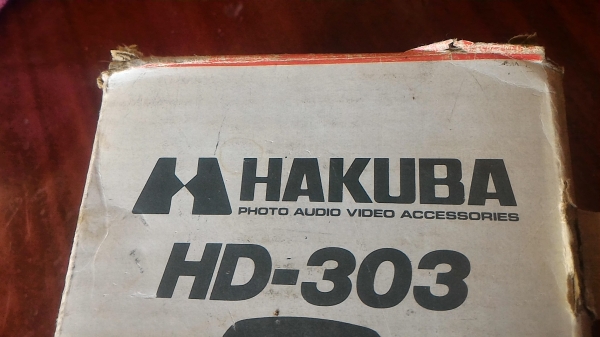 HAKUBA
PHOTO AUDIO VIDEO ACCESSORIES
HD-303